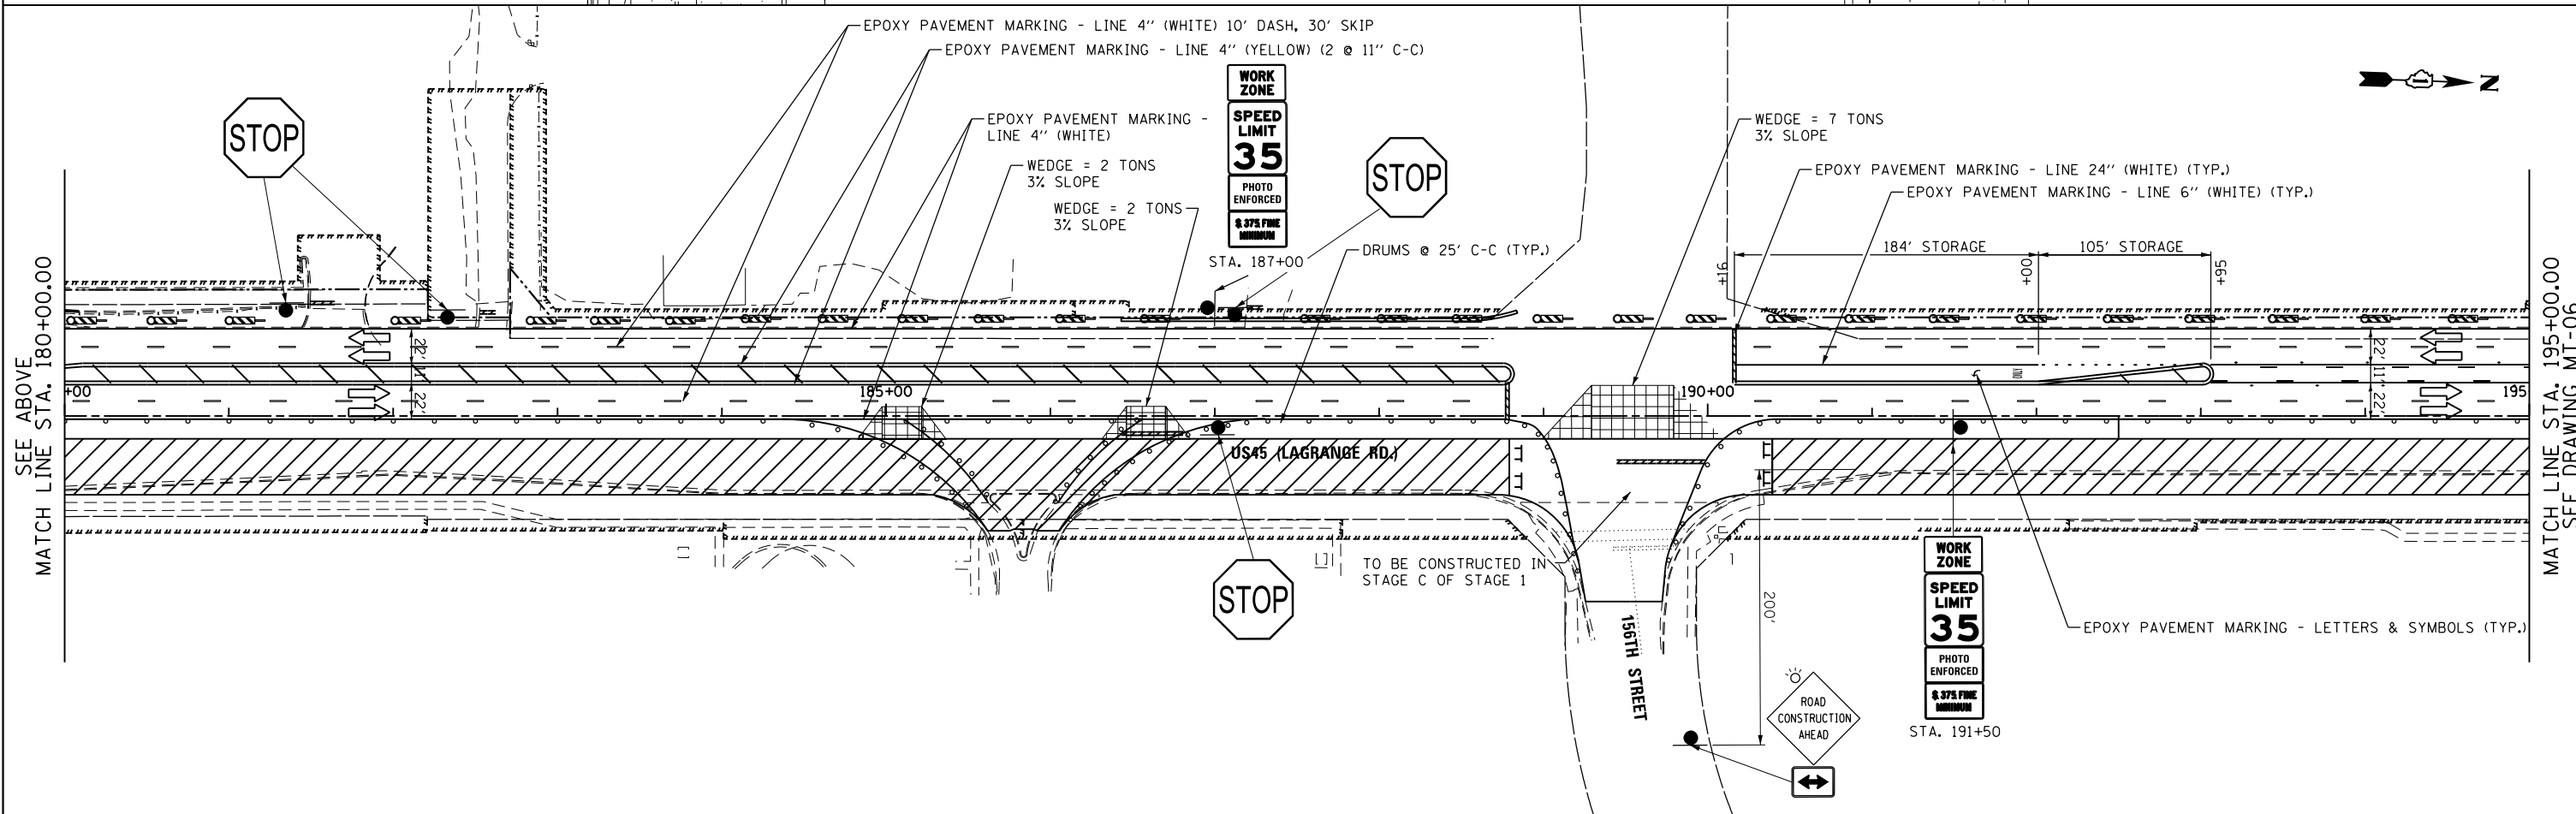 EPOXY PAVEMENT MARKING - LINE 4" (WHITE) 10' DASH, 30' SKIP
EPOXY PAVEMENT MARKING - LINE 4" (YELLOW) (2 @ 11" C-C)
EPOXY PAVEMENT MARKING -
LINE 4" (WHITE)
WEDGE = 2 TONS
3% SLOPE
WEDGE = 2 TONS
3% SLOPE
STOP
WORK
ZONE
SPEED
LIMIT
35
PHOTO
ENFORCED
$ 375 FINE
MINIMUM
STA. 187+00
STOP
DRUMS @ 25' C-C (TYP.)
WEDGE = 7 TONS
3% SLOPE
EPOXY PAVEMENT MARKING - LINE 24" (WHITE) (TYP.)
EPOXY PAVEMENT MARKING - LINE 6" (WHITE) (TYP.)
N
184' STORAGE
105' STORAGE
+16
+00
+95
SEE ABOVE
MATCH LINE STA. 180+00.00
22'
11'
22'
+00
185+00
190+00
195
22'
11'
22'
MATCH LINE STA. 195+00.00
SEE DRAWING MT-06
US45 (LAGRANGE RD.)
STOP
TO BE CONSTRUCTED IN
STAGE C OF STAGE 1
156TH STREET
200'
ROAD
CONSTRUCTION
AHEAD
WORK
ZONE
SPEED
LIMIT
35
PHOTO
ENFORCED
$ 375 FINE
MINIMUM
STA. 191+50
EPOXY PAVEMENT MARKING - LETTERS & SYMBOLS (TYP.)